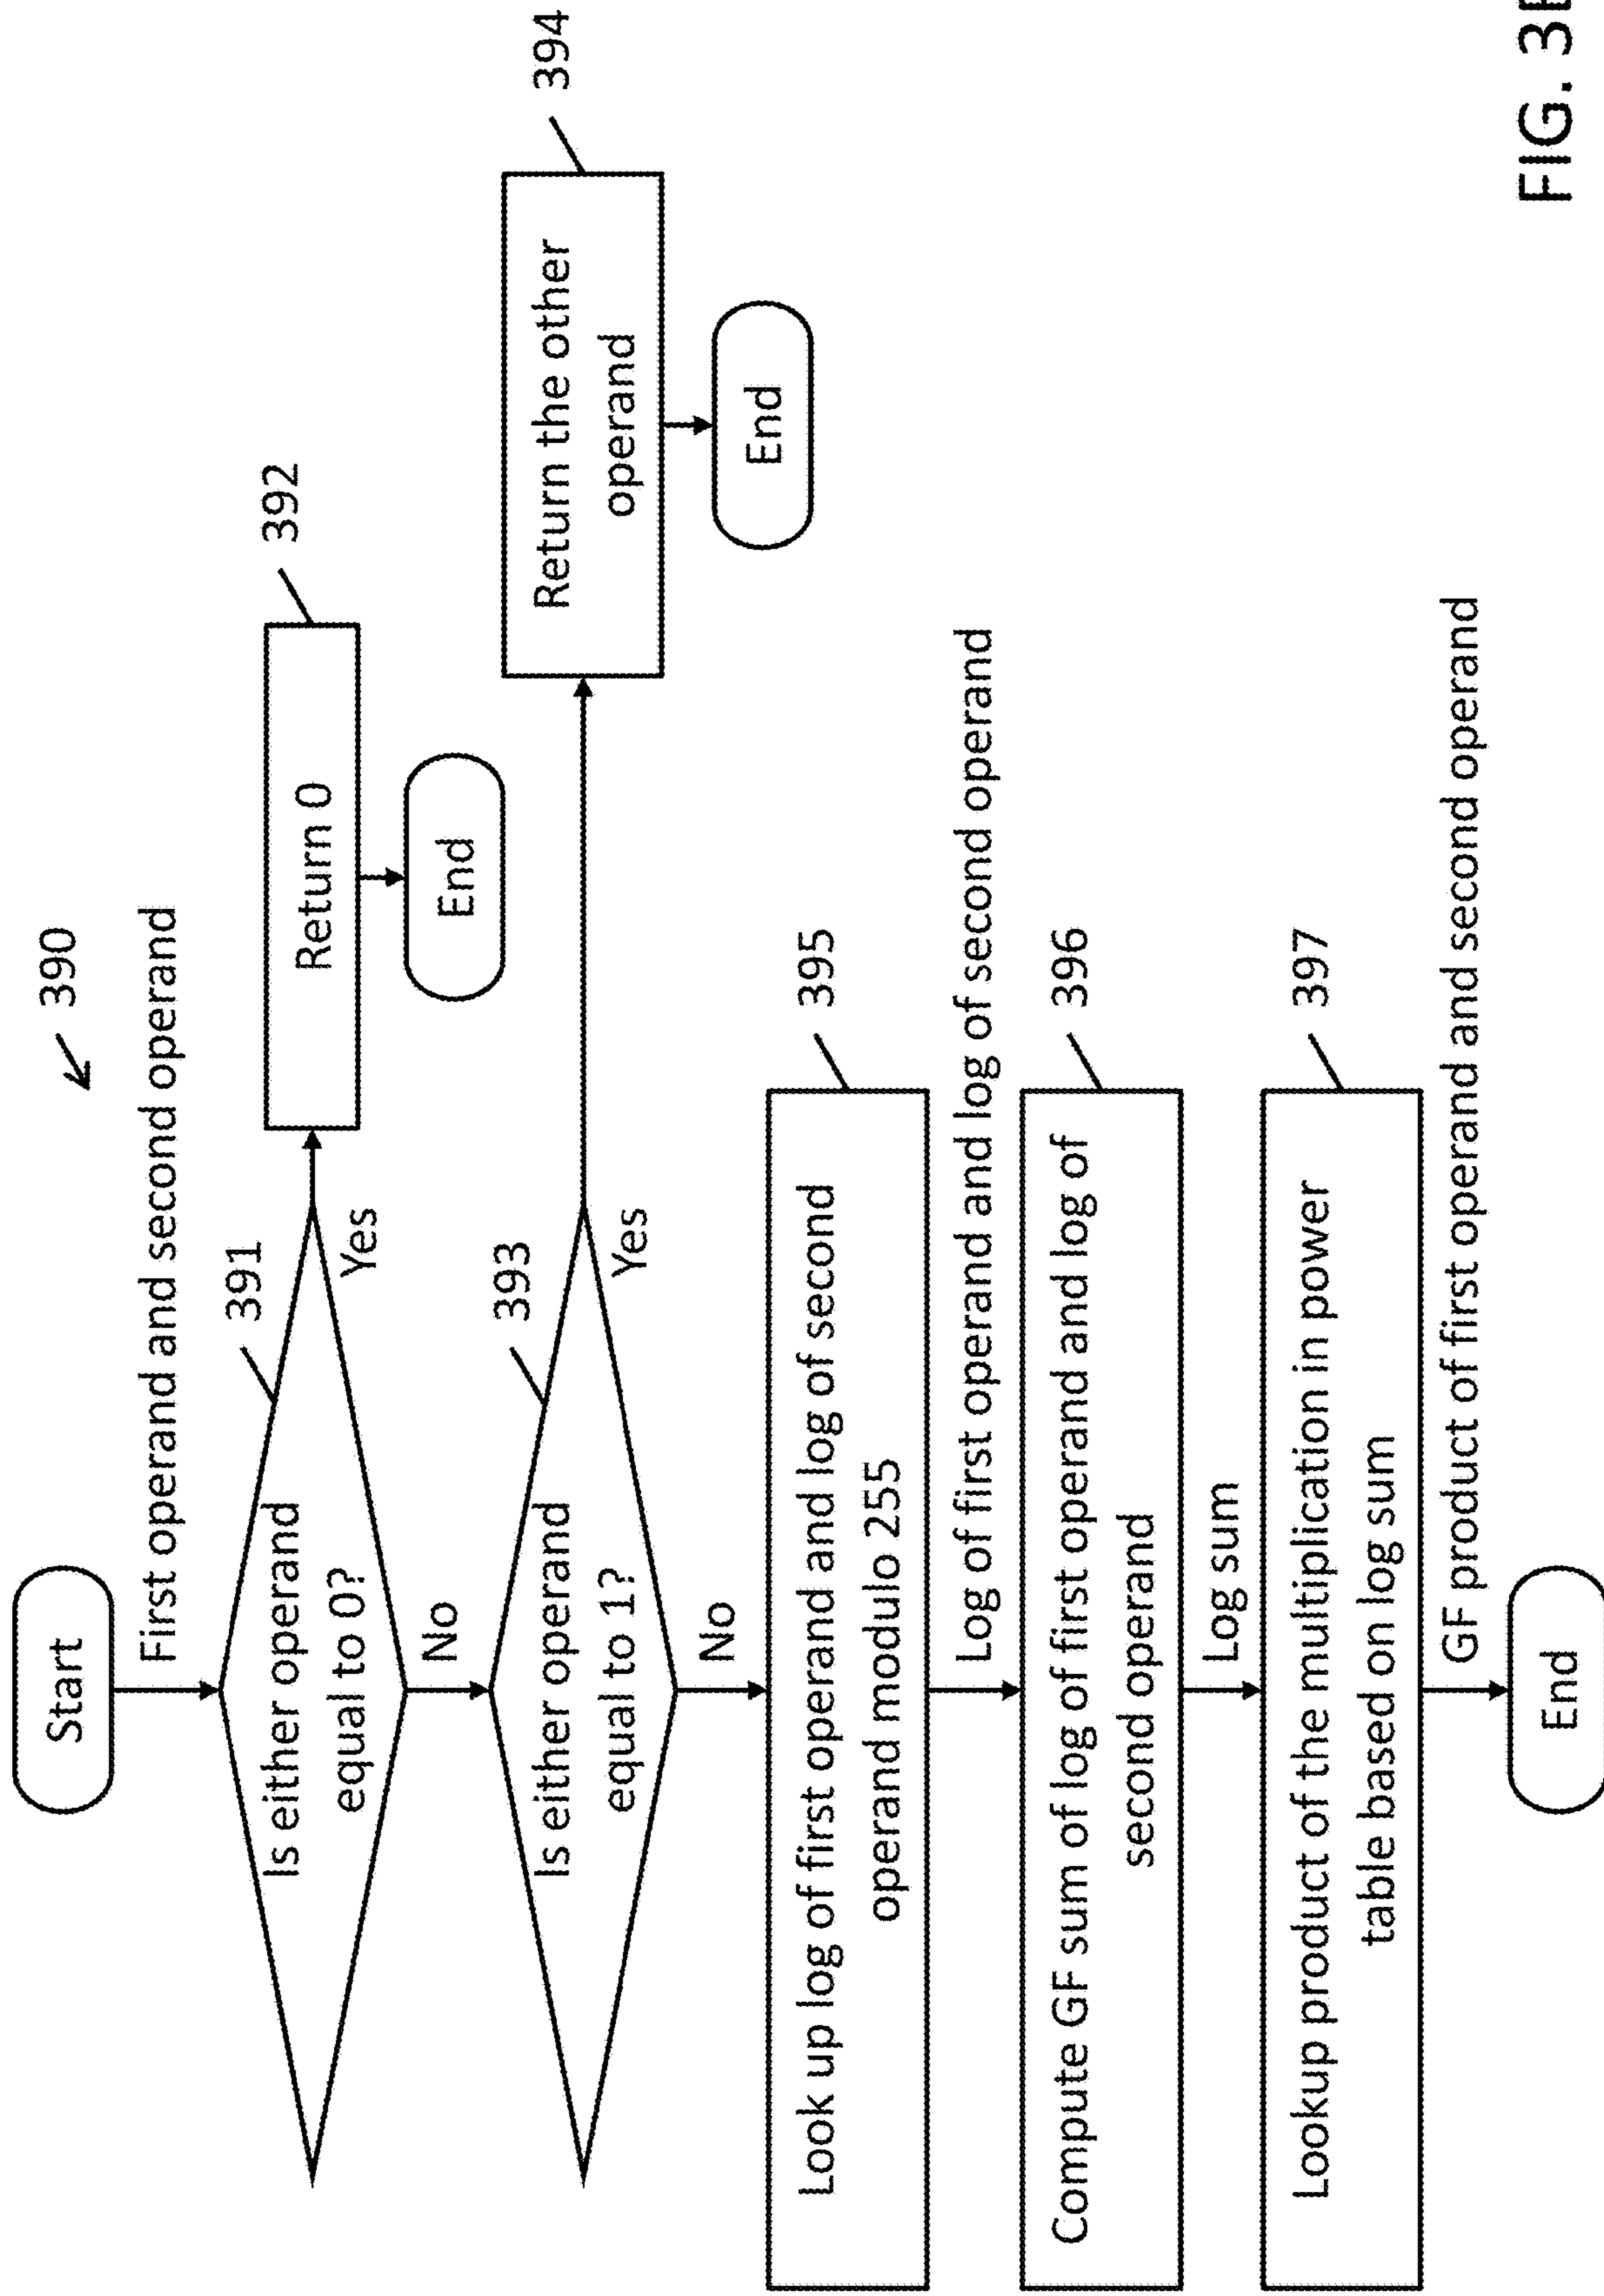 390
Start
First operand and second operand
391
Is either operand
equal to 0?
Yes
392
Return 0
End
No
393
Is either operand
equal to 1?
Yes
394
Return the other
operand
End
No
395
Look up log of first operand and log of second
operand modulo 255
Log of first operand and log of second operand
396
Compute GF sum of log of first operand and log of
second operand
Log sum
397
Lookup product of the multiplication in power
table based on log sum
GF product of first operand and second operand
End
FIG.